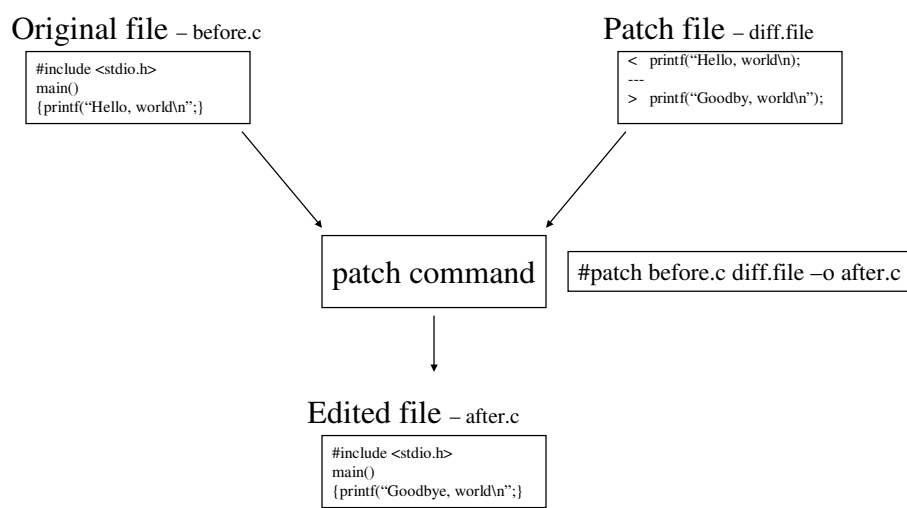 Original file – before.c
#include <stdio.h>
main()
{printf(“Hello, world\n”;}
Patch file – diff.file
< printf(“Hello, world\n);
---
> printf(“Goodby, world\n”);
patch command
#patch before.c diff.file –o after.c
Edited file – after.c
#include <stdio.h>
main()
{printf(“Goodbye, world\n”;}